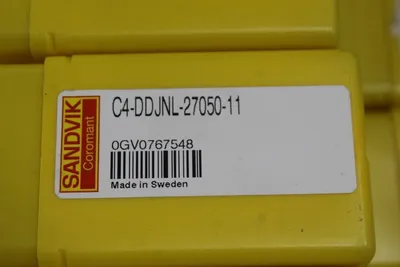 SANDVIK
Coromant
C4-DDJNL-27050-11
0GV0767548
Made in Sweden